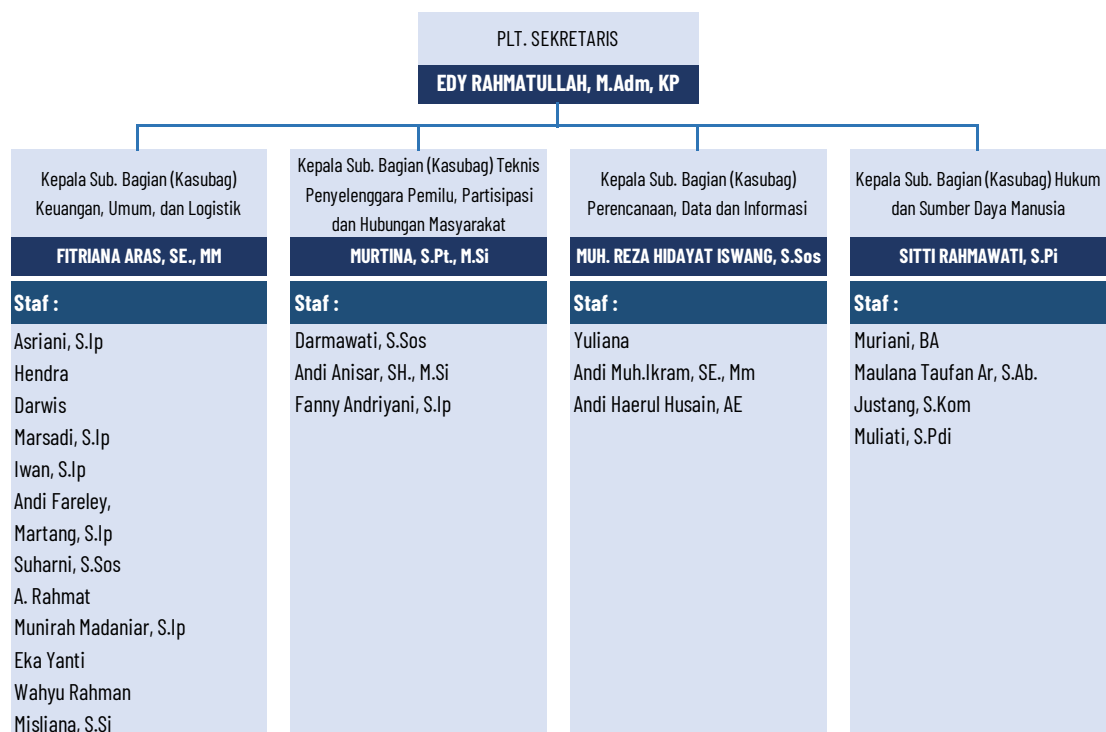 PLT. SEKRETARIS
EDY RAHMATULLAH, M.Adm, KP
Kepala Sub. Bagian (Kasubag)
Keuangan, Umum, dan Logistik
FITRIANA ARAS, SE., MM
Staf :
Asriani, S.Ip
Hendra
Darwis
Marsadi, S.Ip
Iwan, S.Ip
Andi Fareley,
Martang, S.Ip
Suharni, S.Sos
A. Rahmat
Munirah Madaniar, S.Ip
Eka Yanti
Wahyu Rahman
Misliana, S.Si
Kepala Sub. Bagian (Kasubag) Teknis
Penyelenggara Pemilu, Partisipasi
dan Hubungan Masyarakat
MURTINA, S.Pt., M.Si
Staf :
Darmawati, S.Sos
Andi Anisar, SH., M.Si
Fanny Andriyani, S.Ip
Kepala Sub. Bagian (Kasubag)
Perencanaan, Data dan Informasi
MUH. REZA HIDAYAT ISWANG, S.Sos
Staf :
Yuliana
Andi Muh.Ikram, SE., Mm
Andi Haerul Husain, AE
Kepala Sub. Bagian (Kasubag) Hukum
dan Sumber Daya Manusia
SITTI RAHMAWATI, S.Pi
Staf :
Muriani, BA
Maulana Taufan Ar, S.Ab.
Justang, S.Kom
Muliati, S.Pdi